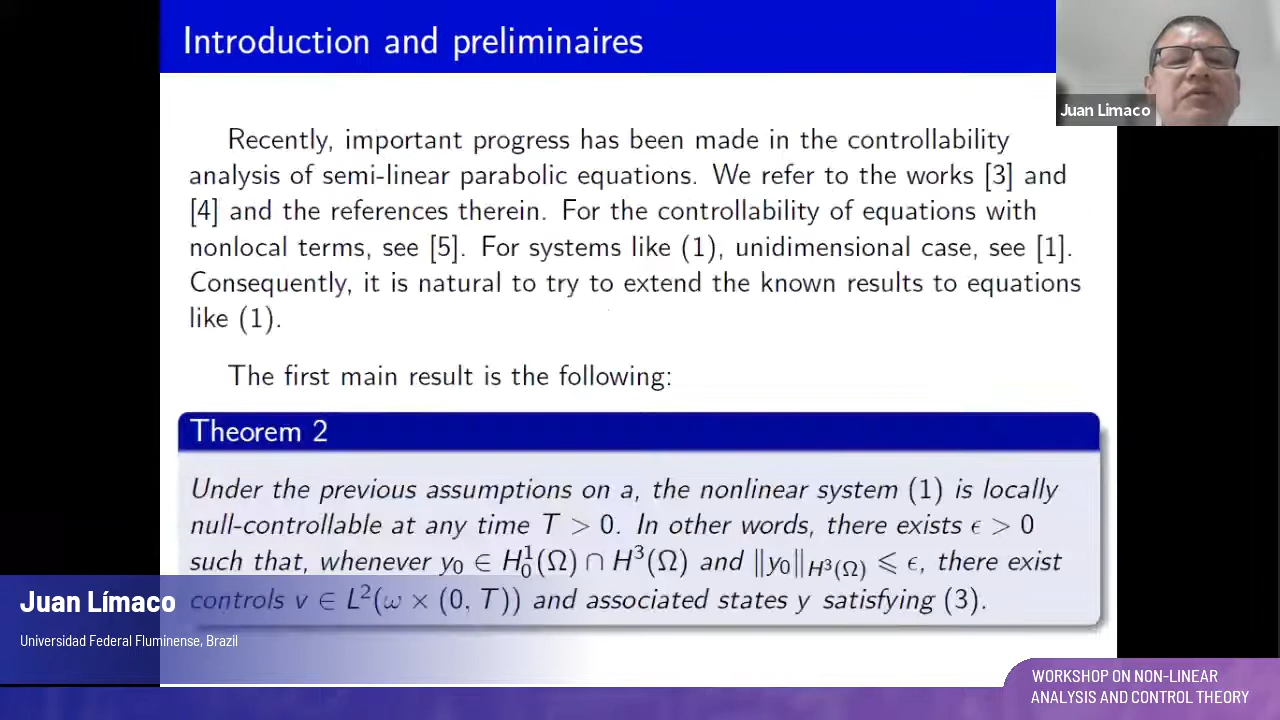 Introduction and preliminaires
Juan Limaco
Recently, important progress has been made in the controllability
analysis of semi-linear parabolic equations. We refer to the works [3] and
[4] and the references therein. For the controllability of equations with
nonlocal terms, see [5]. For systems like (1), unidimensional case, see [1].
Consequently, it is natural to try to extend the known results to equations
like (1).
The first main result is the following:
Theorem 2
Under the previous assumptions on a, the nonlinear system (1) is locally
null-controllable at any time T > 0. In other words, there exists ϵ > 0
such that, whenever y₀ ∈ H₀¹(Ω) ∩ H³(Ω) and ‖y₀‖_H³(Ω) ⩽ ϵ, there exist
controls v ∈ L²(ω × (0, T)) and associated states y satisfying (3).
Juan Límaco
Universidad Federal Fluminense, Brazil
WORKSHOP ON NON-LINEAR
ANALYSIS AND CONTROL THEORY